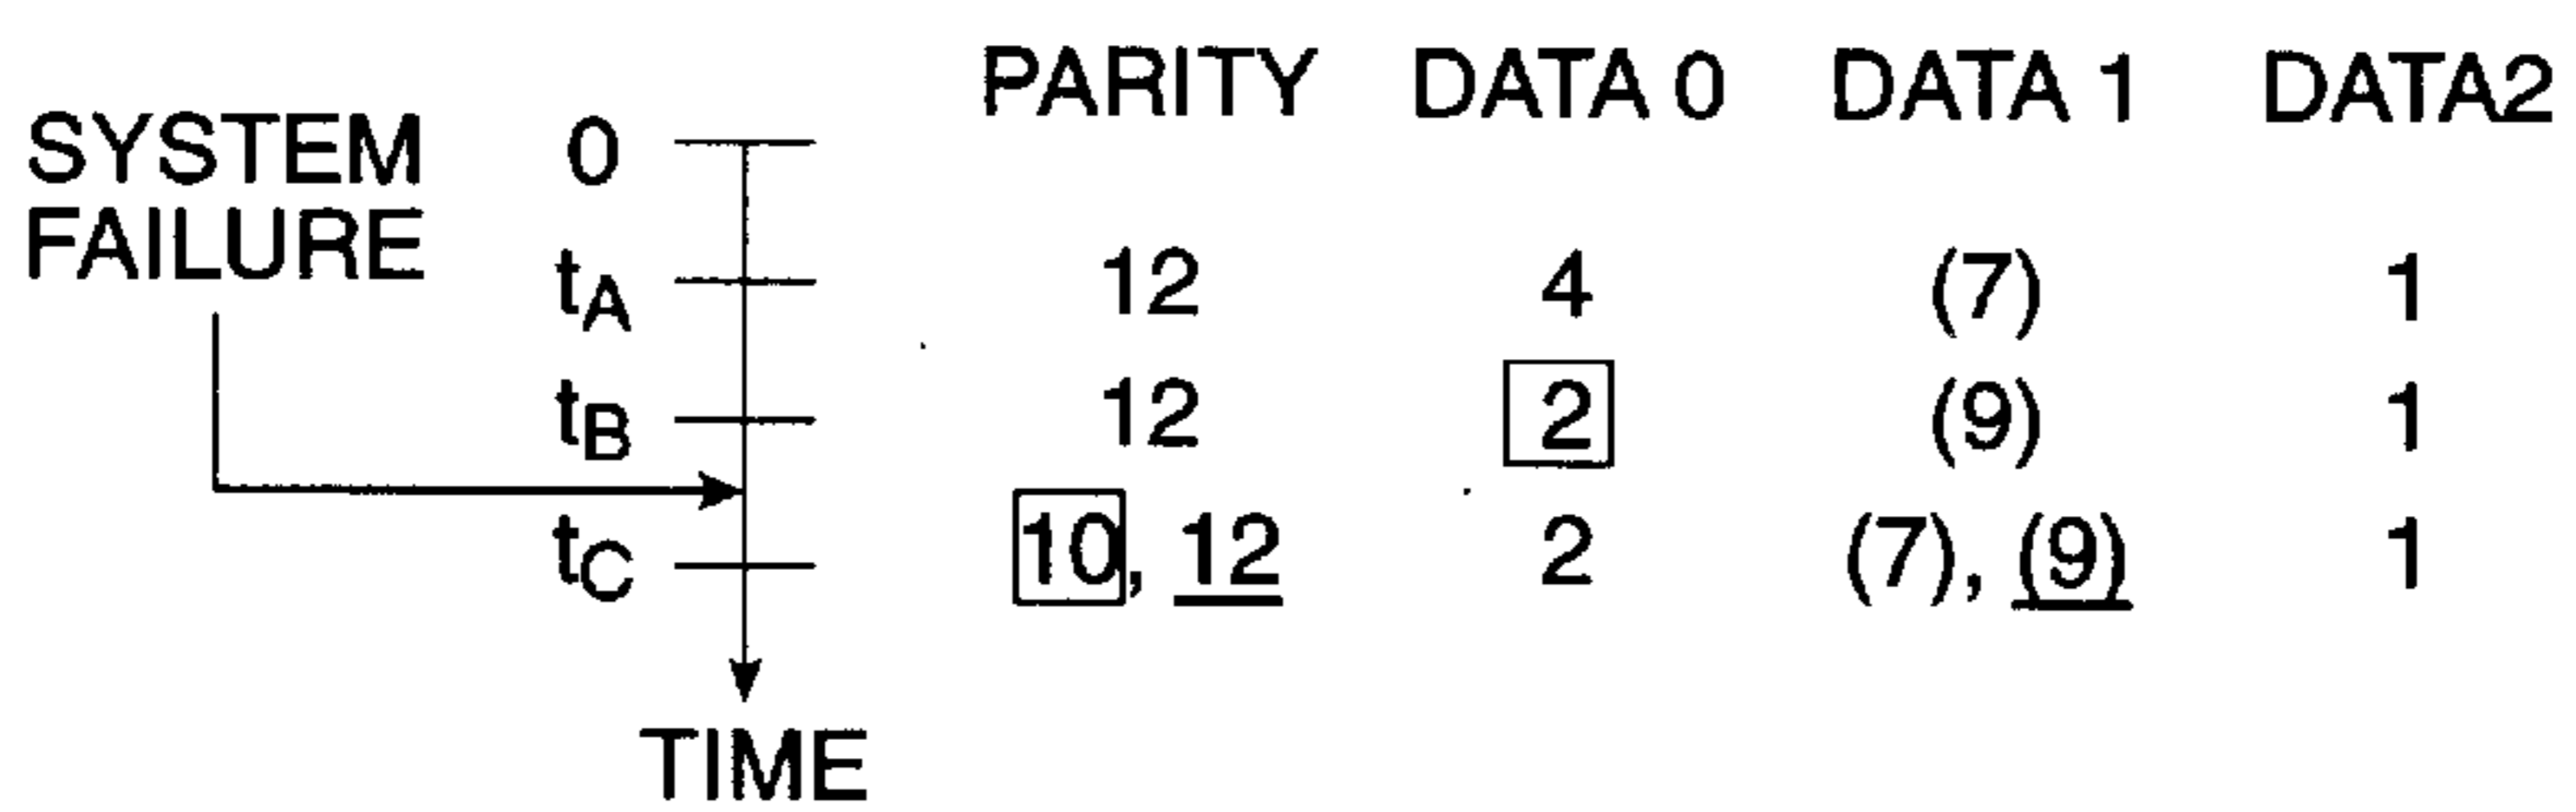 PARITY DATA 0 DATA 1 DATA2
SYSTEM
FAILURE
0
tA 12 4 (7) 1
tB 12 2 (9) 1
tC 10, 12 2 (7), (9) 1
TIME